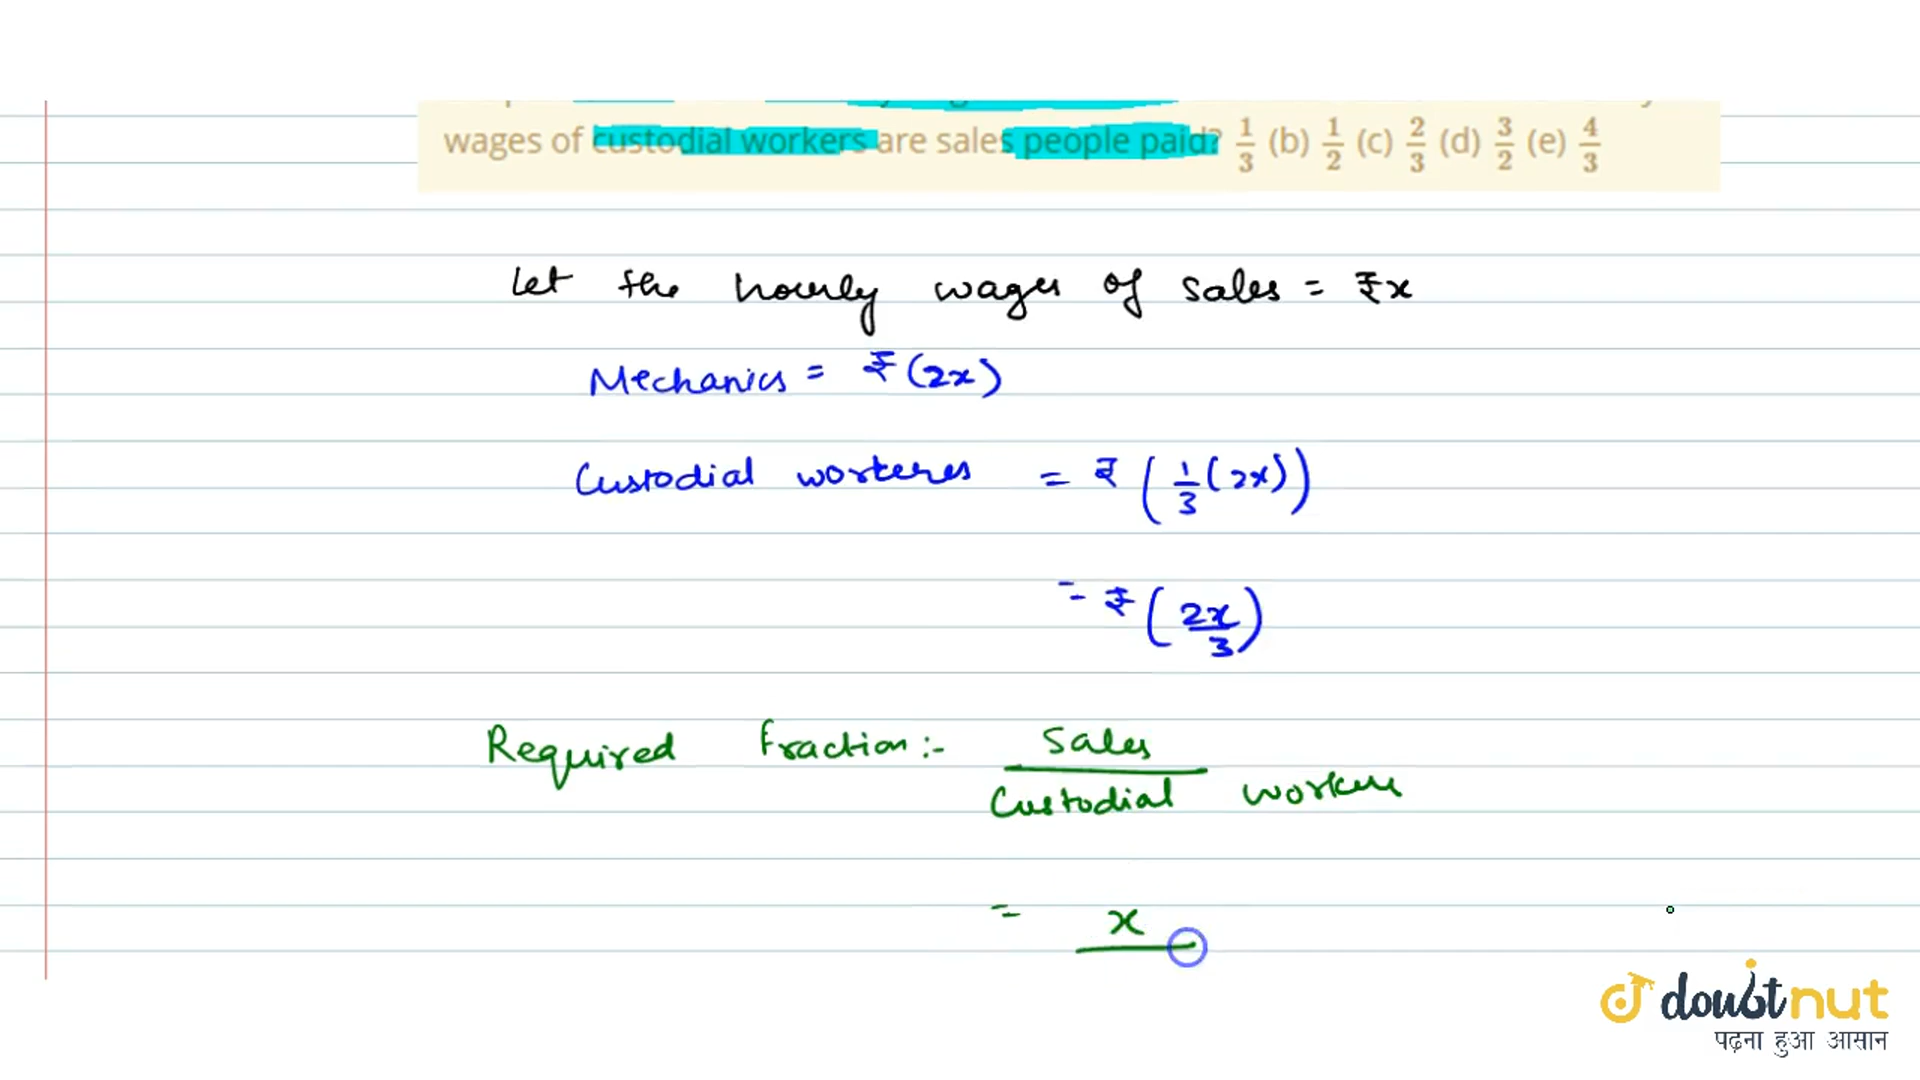 wages of custodial workers are sales people paid? 1/3 (b) 1/2 (c) 2/3 (d) 3/2 (e) 4/3
Let the hourly wages of sales = ₹x
Mechanics = ₹(2x)
Custodial workeres = ₹(1/3(2x))
= ₹(2x/3)
Required fraction:- Sales / Custodial workers
= x
doubtnut
पढ़ना हुआ आसान